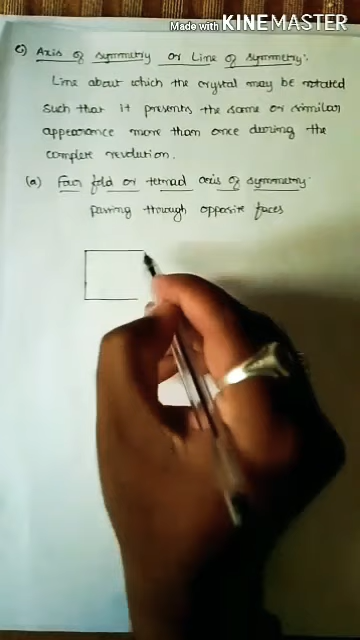 Made with KINEMASTER
c) Axis of symmetry or Line of symmetry:
Line about which the crystal may be rotated
such that it presents the same or similar
appearance more than once during the
complete revolution.
(a) Four fold or tetrad axis of symmetry:
passing through opposite faces